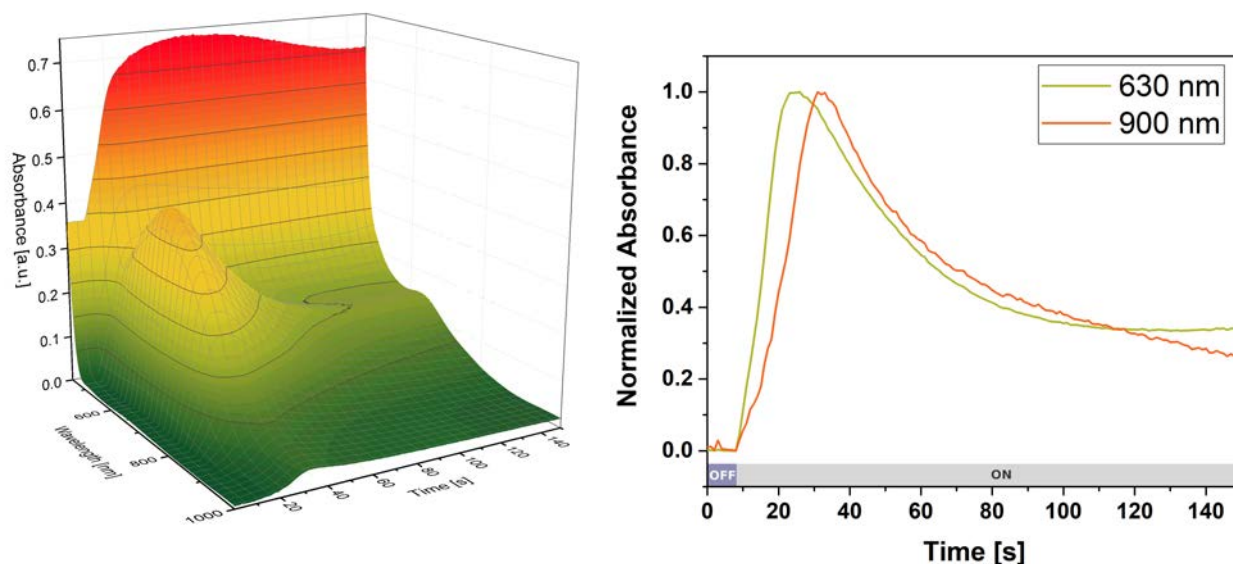 0.7
0.6
0.5
0.4
0.3
0.2
0.1
0.0
Absorbance [a.u.]
600
800
1000
Wavelength [nm]
20
40
60
80
100
120
140
Time [s]
630 nm
900 nm
1.0
0.8
0.6
0.4
0.2
0.0
Normalized Absorbance
OFF ON
0 20 40 60 80 100 120 140
Time [s]